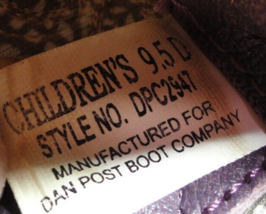 CHILDREN'S 9.5 D
STYLE NO. DPC2947
MANUFACTURED FOR
DAN POST BOOT COMPANY